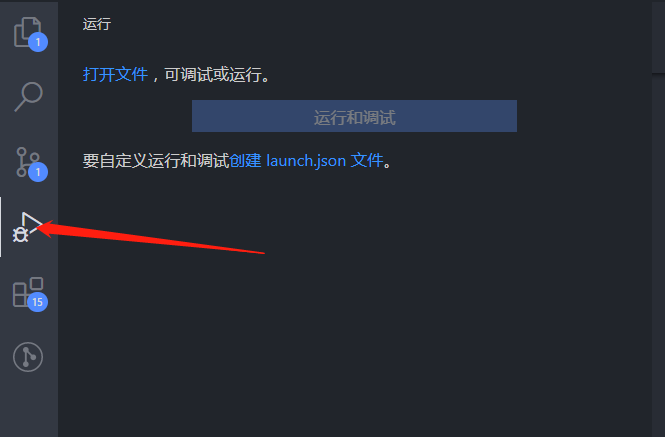 运行
1
打开文件，可调试或运行。
运行和调试
1
要自定义运行和调试创建 launch.json 文件。
15